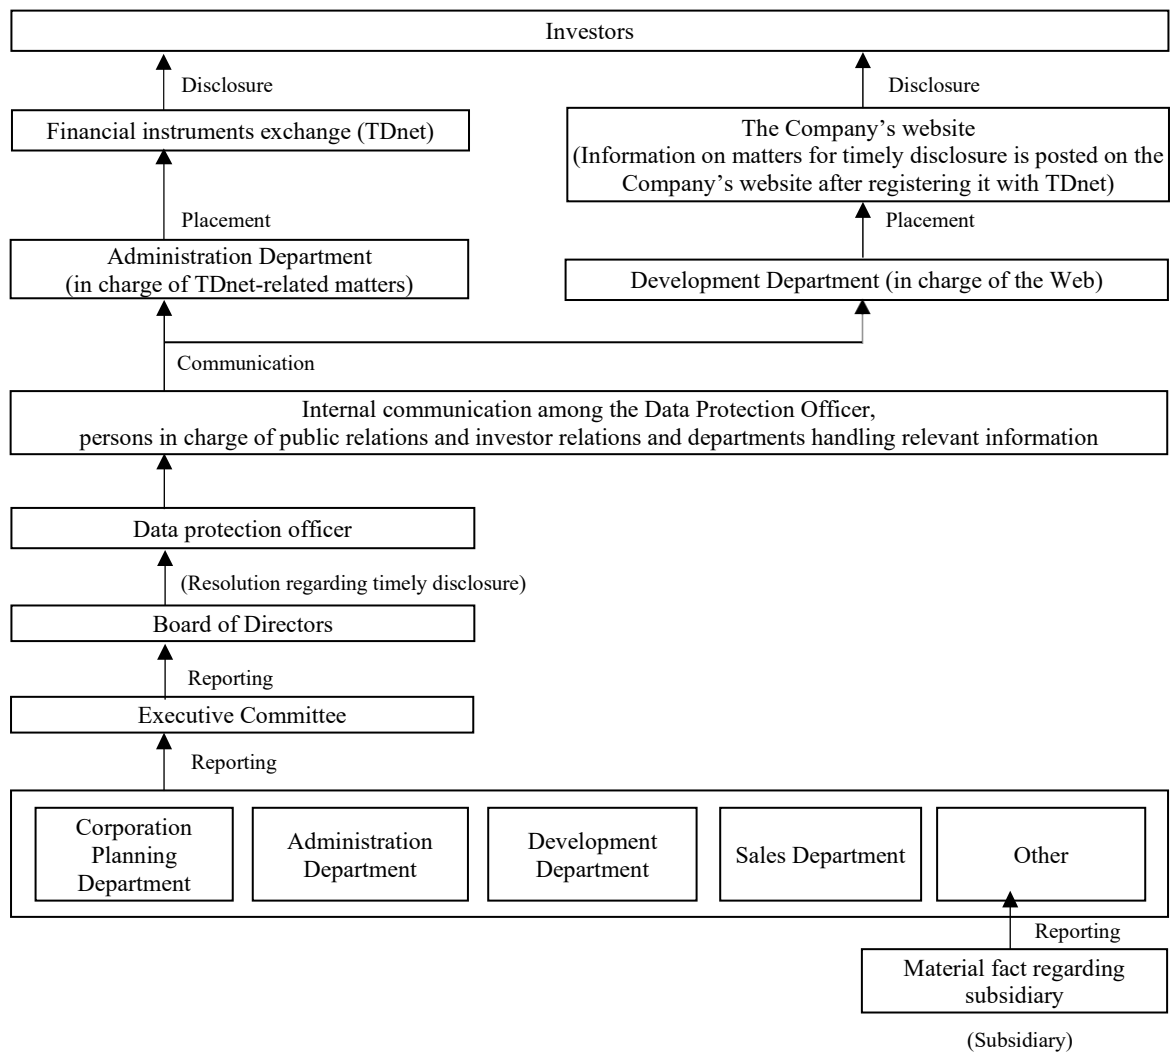 Investors
Disclosure
Disclosure
Financial instruments exchange (TDnet)
The Company’s website
(Information on matters for timely disclosure is posted on the
Company’s website after registering it with TDnet)
Placement
Placement
Administration Department
(in charge of TDnet-related matters)
Development Department (in charge of the Web)
Communication
Internal communication among the Data Protection Officer,
persons in charge of public relations and investor relations and departments handling relevant information
Data protection officer
(Resolution regarding timely disclosure)
Board of Directors
Reporting
Executive Committee
Reporting
Corporation
Planning
Department
Administration
Department
Development
Department
Sales Department
Other
Reporting
Material fact regarding
subsidiary
(Subsidiary)